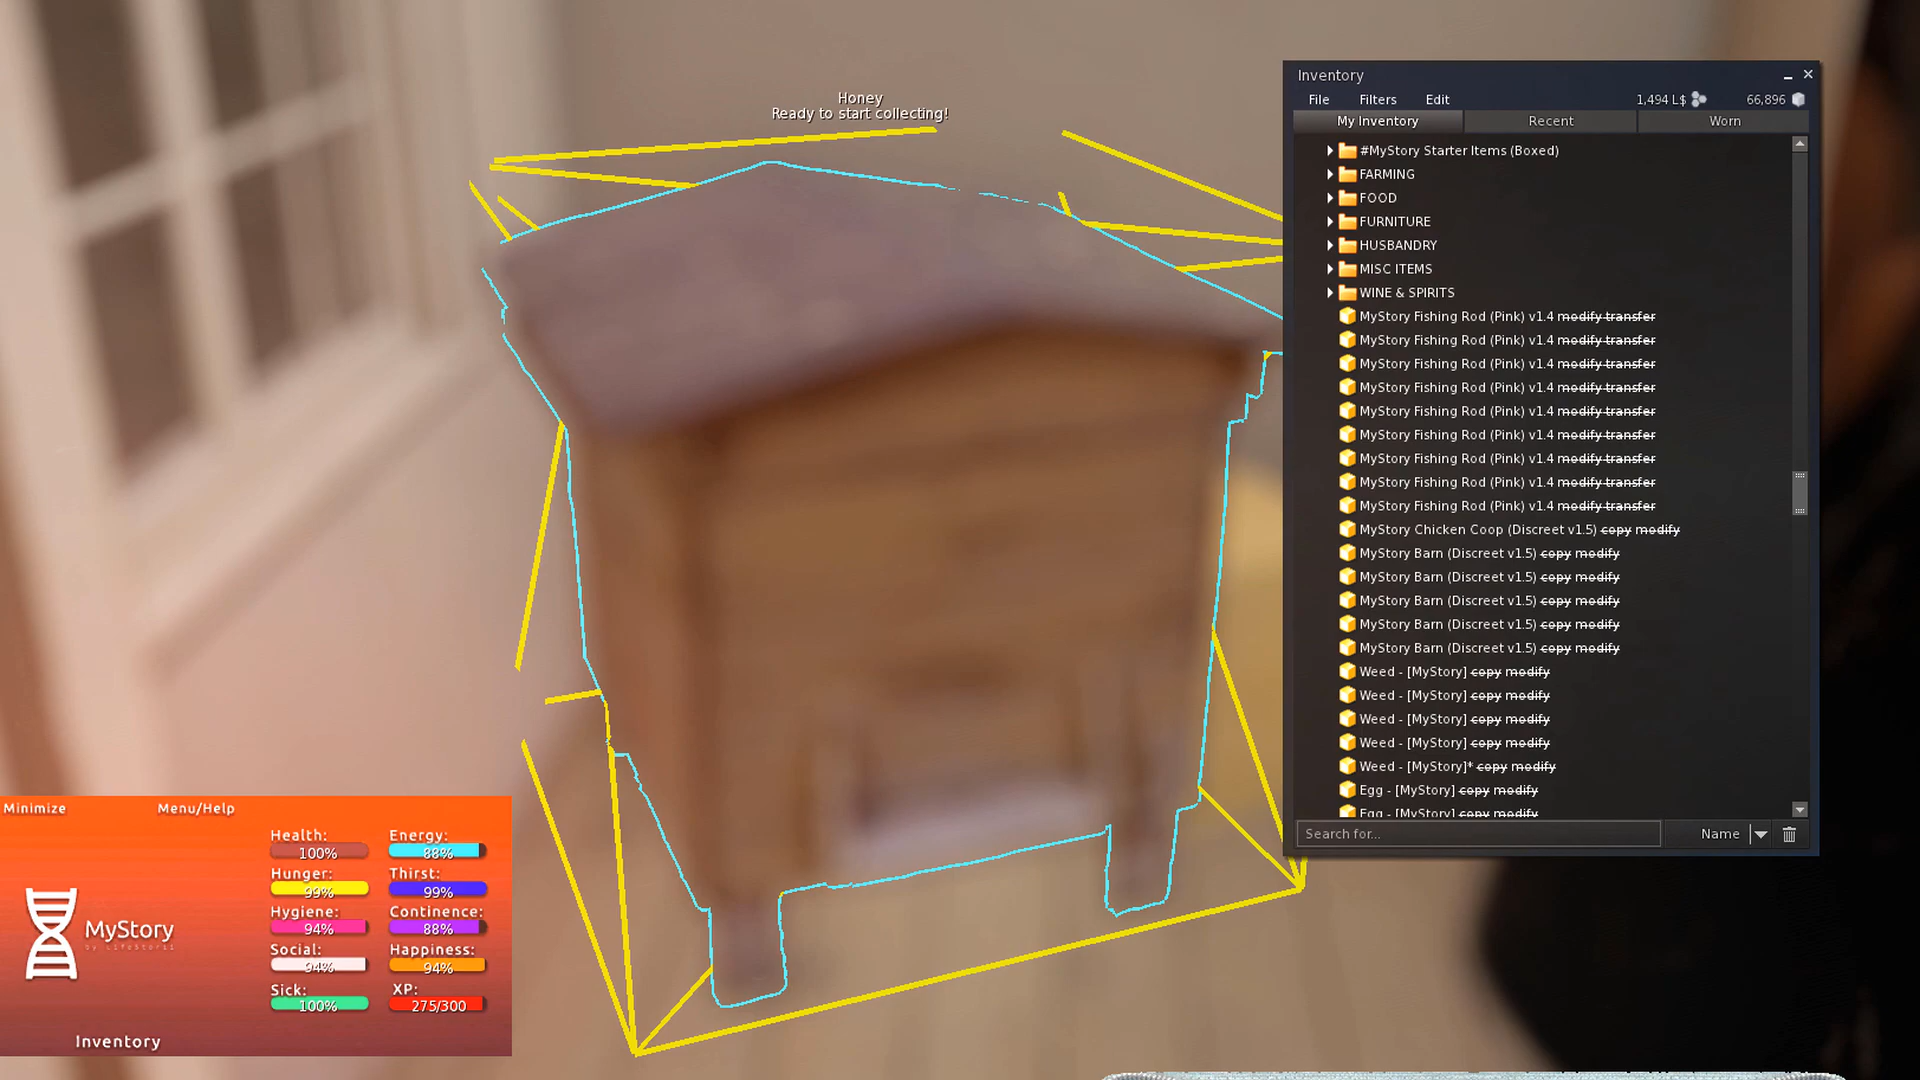 Honey
Ready to start collecting!
Inventory
File Filters Edit 1,494 L$ 66,896
My Inventory Recent Worn
#MyStory Starter Items (Boxed)
FARMING
FOOD
FURNITURE
HUSBANDRY
MISC ITEMS
WINE & SPIRITS
MyStory Fishing Rod (Pink) v1.4 modify transfer
MyStory Fishing Rod (Pink) v1.4 modify transfer
MyStory Fishing Rod (Pink) v1.4 modify transfer
MyStory Fishing Rod (Pink) v1.4 modify transfer
MyStory Fishing Rod (Pink) v1.4 modify transfer
MyStory Fishing Rod (Pink) v1.4 modify transfer
MyStory Fishing Rod (Pink) v1.4 modify transfer
MyStory Fishing Rod (Pink) v1.4 modify transfer
MyStory Fishing Rod (Pink) v1.4 modify transfer
MyStory Chicken Coop (Discreet v1.5) copy modify
MyStory Barn (Discreet v1.5) copy modify
MyStory Barn (Discreet v1.5) copy modify
MyStory Barn (Discreet v1.5) copy modify
MyStory Barn (Discreet v1.5) copy modify
MyStory Barn (Discreet v1.5) copy modify
Weed - [MyStory] copy modify
Weed - [MyStory] copy modify
Weed - [MyStory] copy modify
Weed - [MyStory] copy modify
Weed - [MyStory]* copy modify
Egg - [MyStory] copy modify
Egg - [MyStory] copy modify
Search for... Name
Minimize Menu/Help
Health: Energy:
100% 88%
Hunger: Thirst:
99% 99%
Hygiene: Continence:
94% 88%
Social: Happiness:
94% 94%
Sick: XP:
100% 275/300
MyStory
by LifeStorii
Inventory